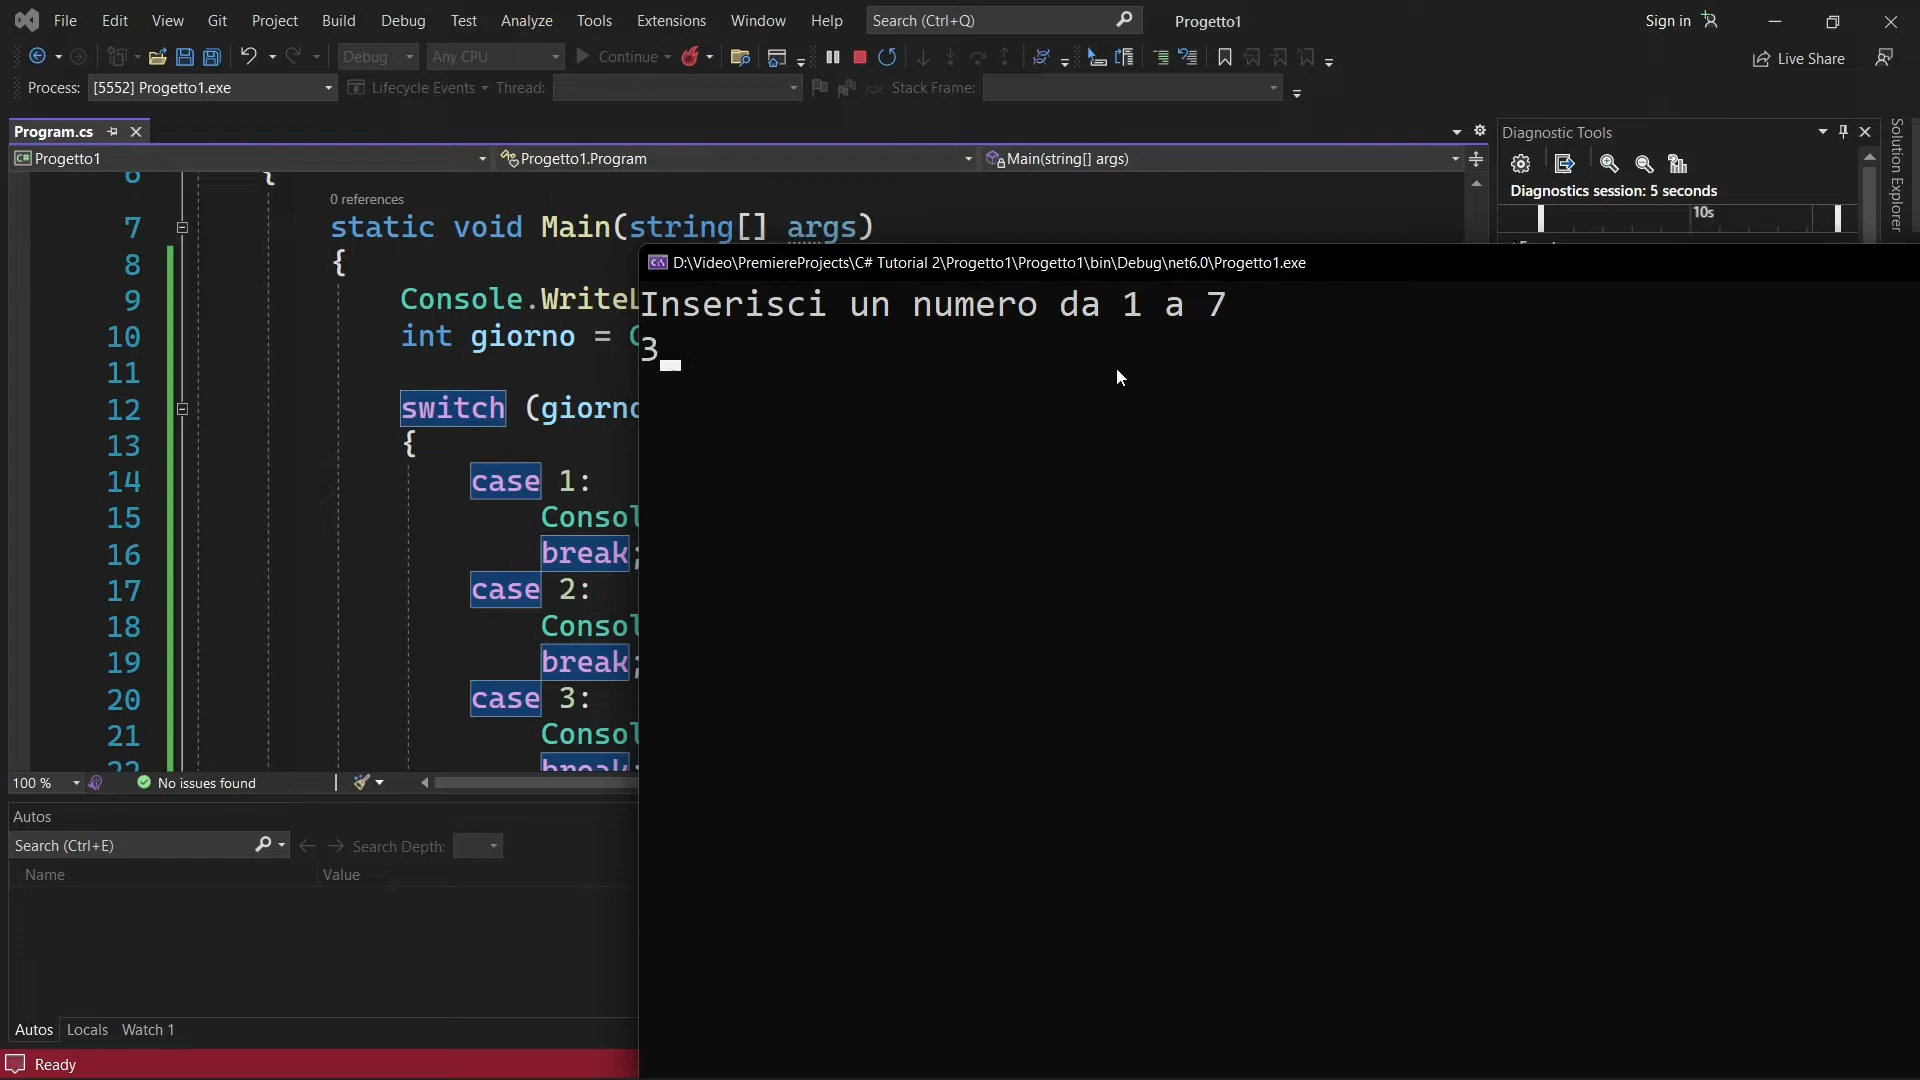 File Edit View Git Project Build Debug Test Analyze Tools Extensions Window Help Search (Ctrl+Q) Progetto1 Sign in
Debug Any CPU Continue Live Share
Process: [5552] Progetto1.exe Lifecycle Events Thread: Stack Frame:
Program.cs
Progetto1 Progetto1.Program Main(string[] args)
6 {
0 references
7 static void Main(string[] args)
8 {
9 Console.WriteL
10 int giorno =
11
12 switch (giorno
13 {
14 case 1:
15 Consol
16 break;
17 case 2:
18 Consol
19 break;
20 case 3:
21 Consol
22 break;
100 % No issues found
Autos
Search (Ctrl+E) Search Depth:
Name Value
Autos Locals Watch 1
Ready
D:\Video\PremiereProjects\C# Tutorial 2\Progetto1\Progetto1\bin\Debug\net6.0\Progetto1.exe
Inserisci un numero da 1 a 7
3
Diagnostic Tools
Diagnostics session: 5 seconds
10s
Solution Explorer